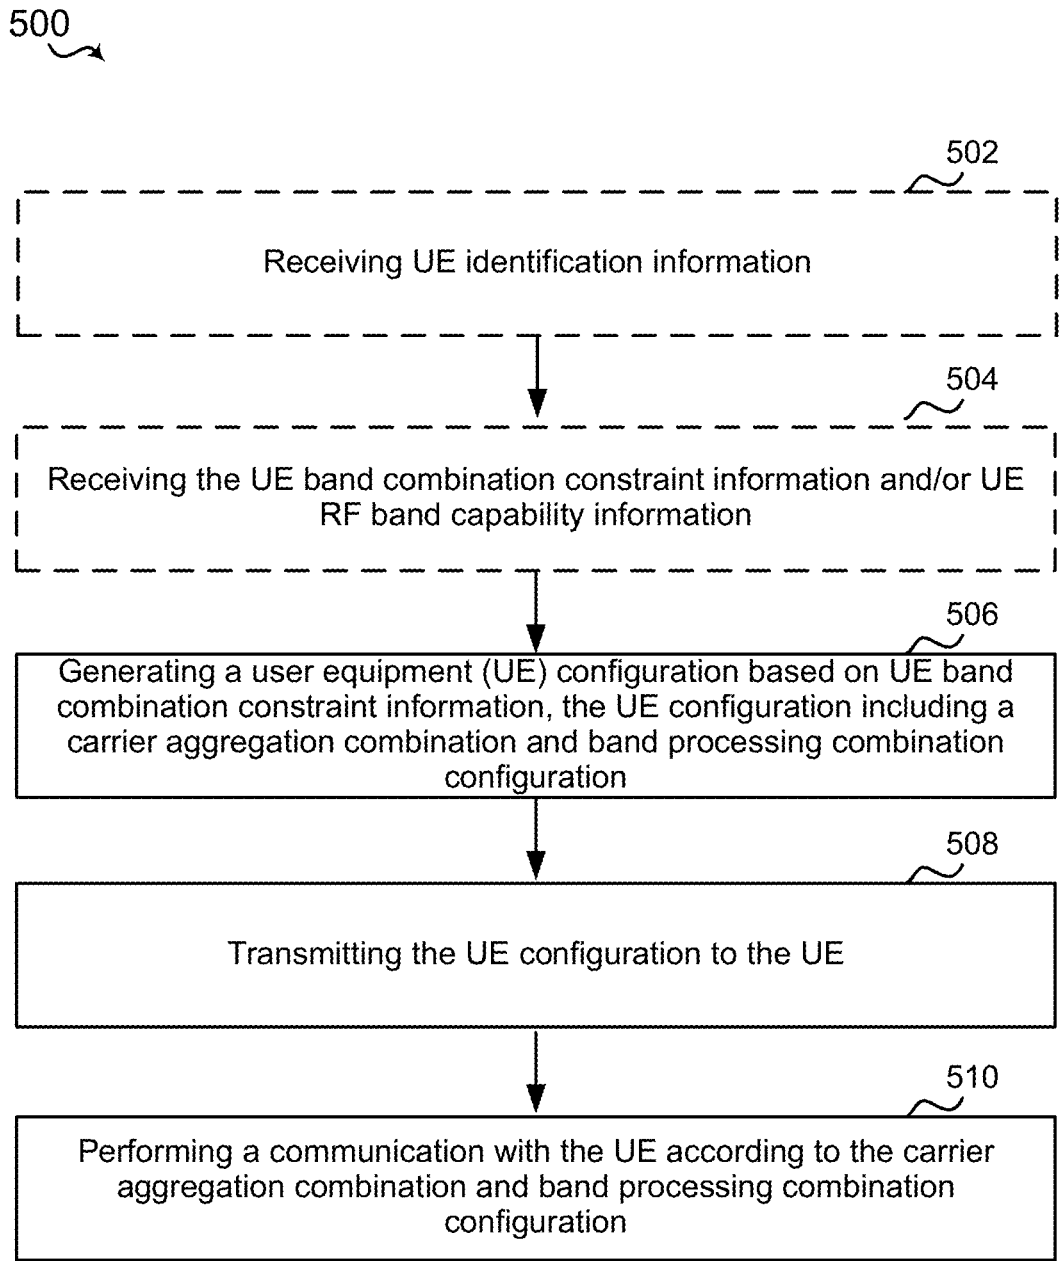 500
502
Receiving UE identification information
504
Receiving the UE band combination constraint information and/or UE
RF band capability information
506
Generating a user equipment (UE) configuration based on UE band
combination constraint information, the UE configuration including a
carrier aggregation combination and band processing combination
configuration
508
Transmitting the UE configuration to the UE
510
Performing a communication with the UE according to the carrier
aggregation combination and band processing combination
configuration